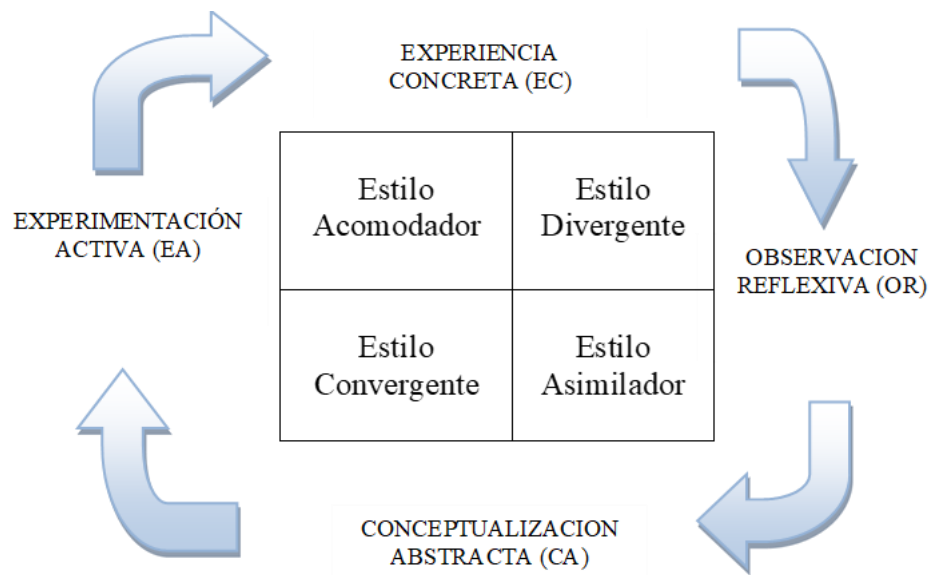 EXPERIENCIA
CONCRETA (EC)
Estilo
Acomodador
Estilo
Divergente
EXPERIMENTACIÓN
ACTIVA (EA)
OBSERVACION
REFLEXIVA (OR)
Estilo
Convergente
Estilo
Asimilador
CONCEPTUALIZACION
ABSTRACTA (CA)